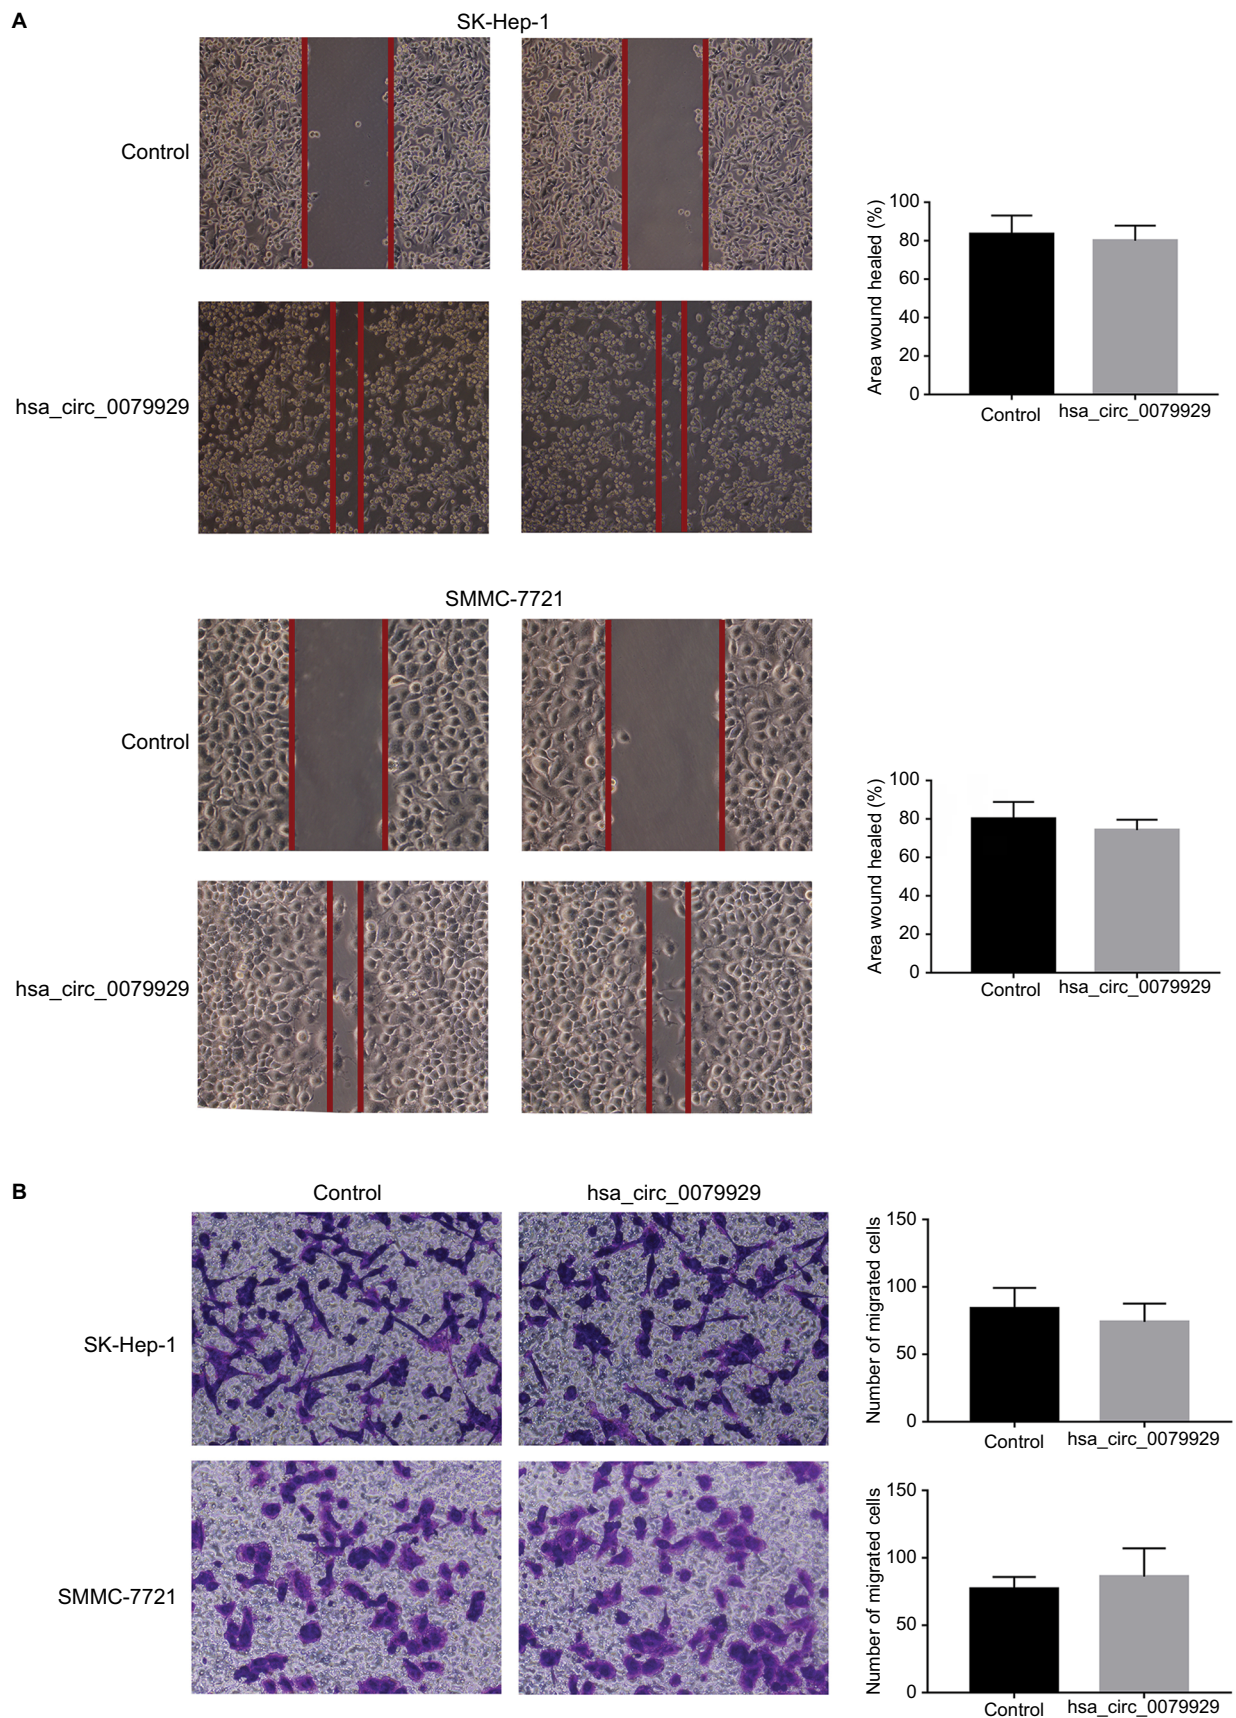 A
SK-Hep-1
Control
hsa_circ_0079929
Area wound healed (%)
100
80
60
40
20
0
Control
hsa_circ_0079929
SMMC-7721
Control
hsa_circ_0079929
Area wound healed (%)
100
80
60
40
20
0
Control
hsa_circ_0079929
B
Control
hsa_circ_0079929
SK-Hep-1
Number of migrated cells
150
100
50
0
Control
hsa_circ_0079929
SMMC-7721
Number of migrated cells
150
100
50
0
Control
hsa_circ_0079929